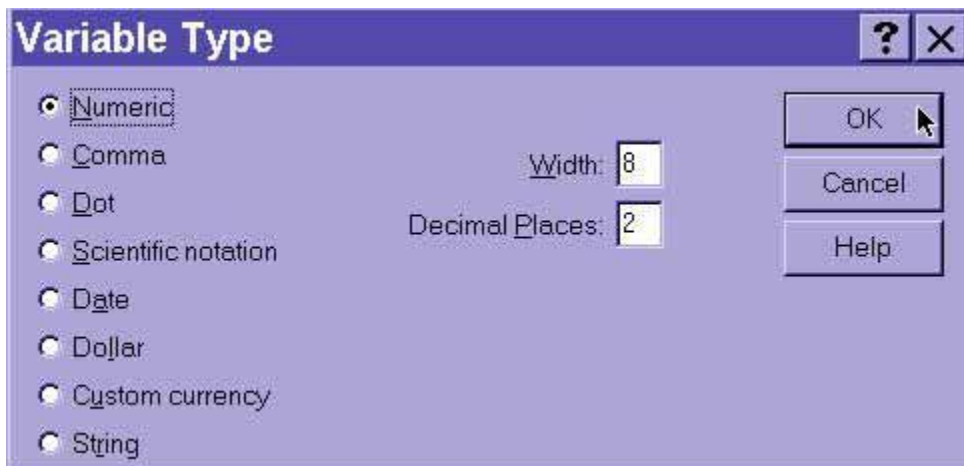 Variable Type
Numeric
Comma
Dot
Scientific notation
Date
Dollar
Custom currency
String
Width: 8
Decimal Places: 2
OK
Cancel
Help